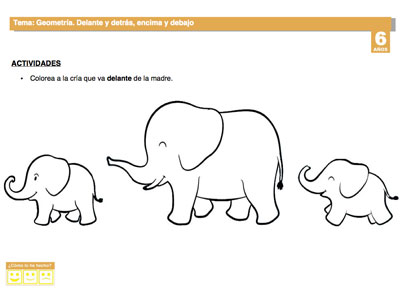 Tema: Geometría. Delante y detrás, encima y debajo
6
AÑOS
ACTIVIDADES
• Colorea a la cría que va delante de la madre.
¿Cómo lo he hecho?